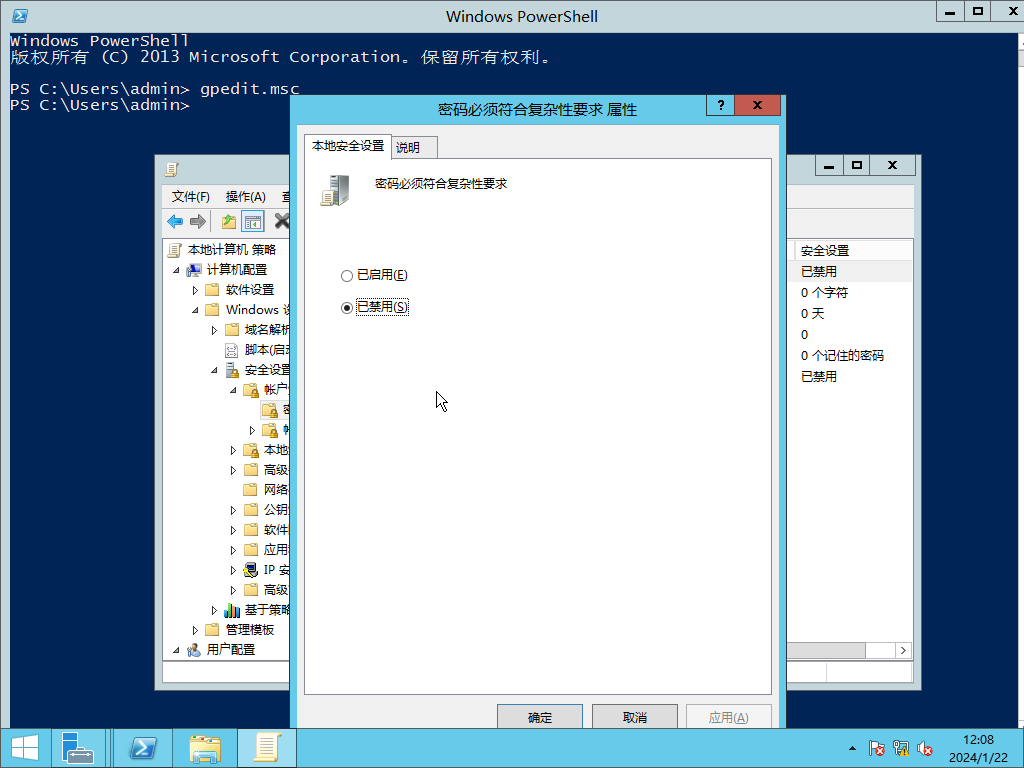 Windows PowerShell
Windows PowerShell
版权所有 (C) 2013 Microsoft Corporation。保留所有权利。
PS C:\Users\admin> gpedit.msc
PS C:\Users\admin>
密码必须符合复杂性要求 属性
本地安全设置
说明
密码必须符合复杂性要求
已启用(E)
已禁用(S)
确定
取消
应用(A)
文件(F)
操作(A)
本地计算机 策略
计算机配置
软件设置
Windows
域名解析
脚本(启动
安全设置
帐户
本地
高级
网络
公钥
软件
应用
IP 安
高级
基于策略
管理模板
用户配置
安全设置
已禁用
0 个字符
0 天
0
0 个记住的密码
已禁用
12:08
2024/1/22